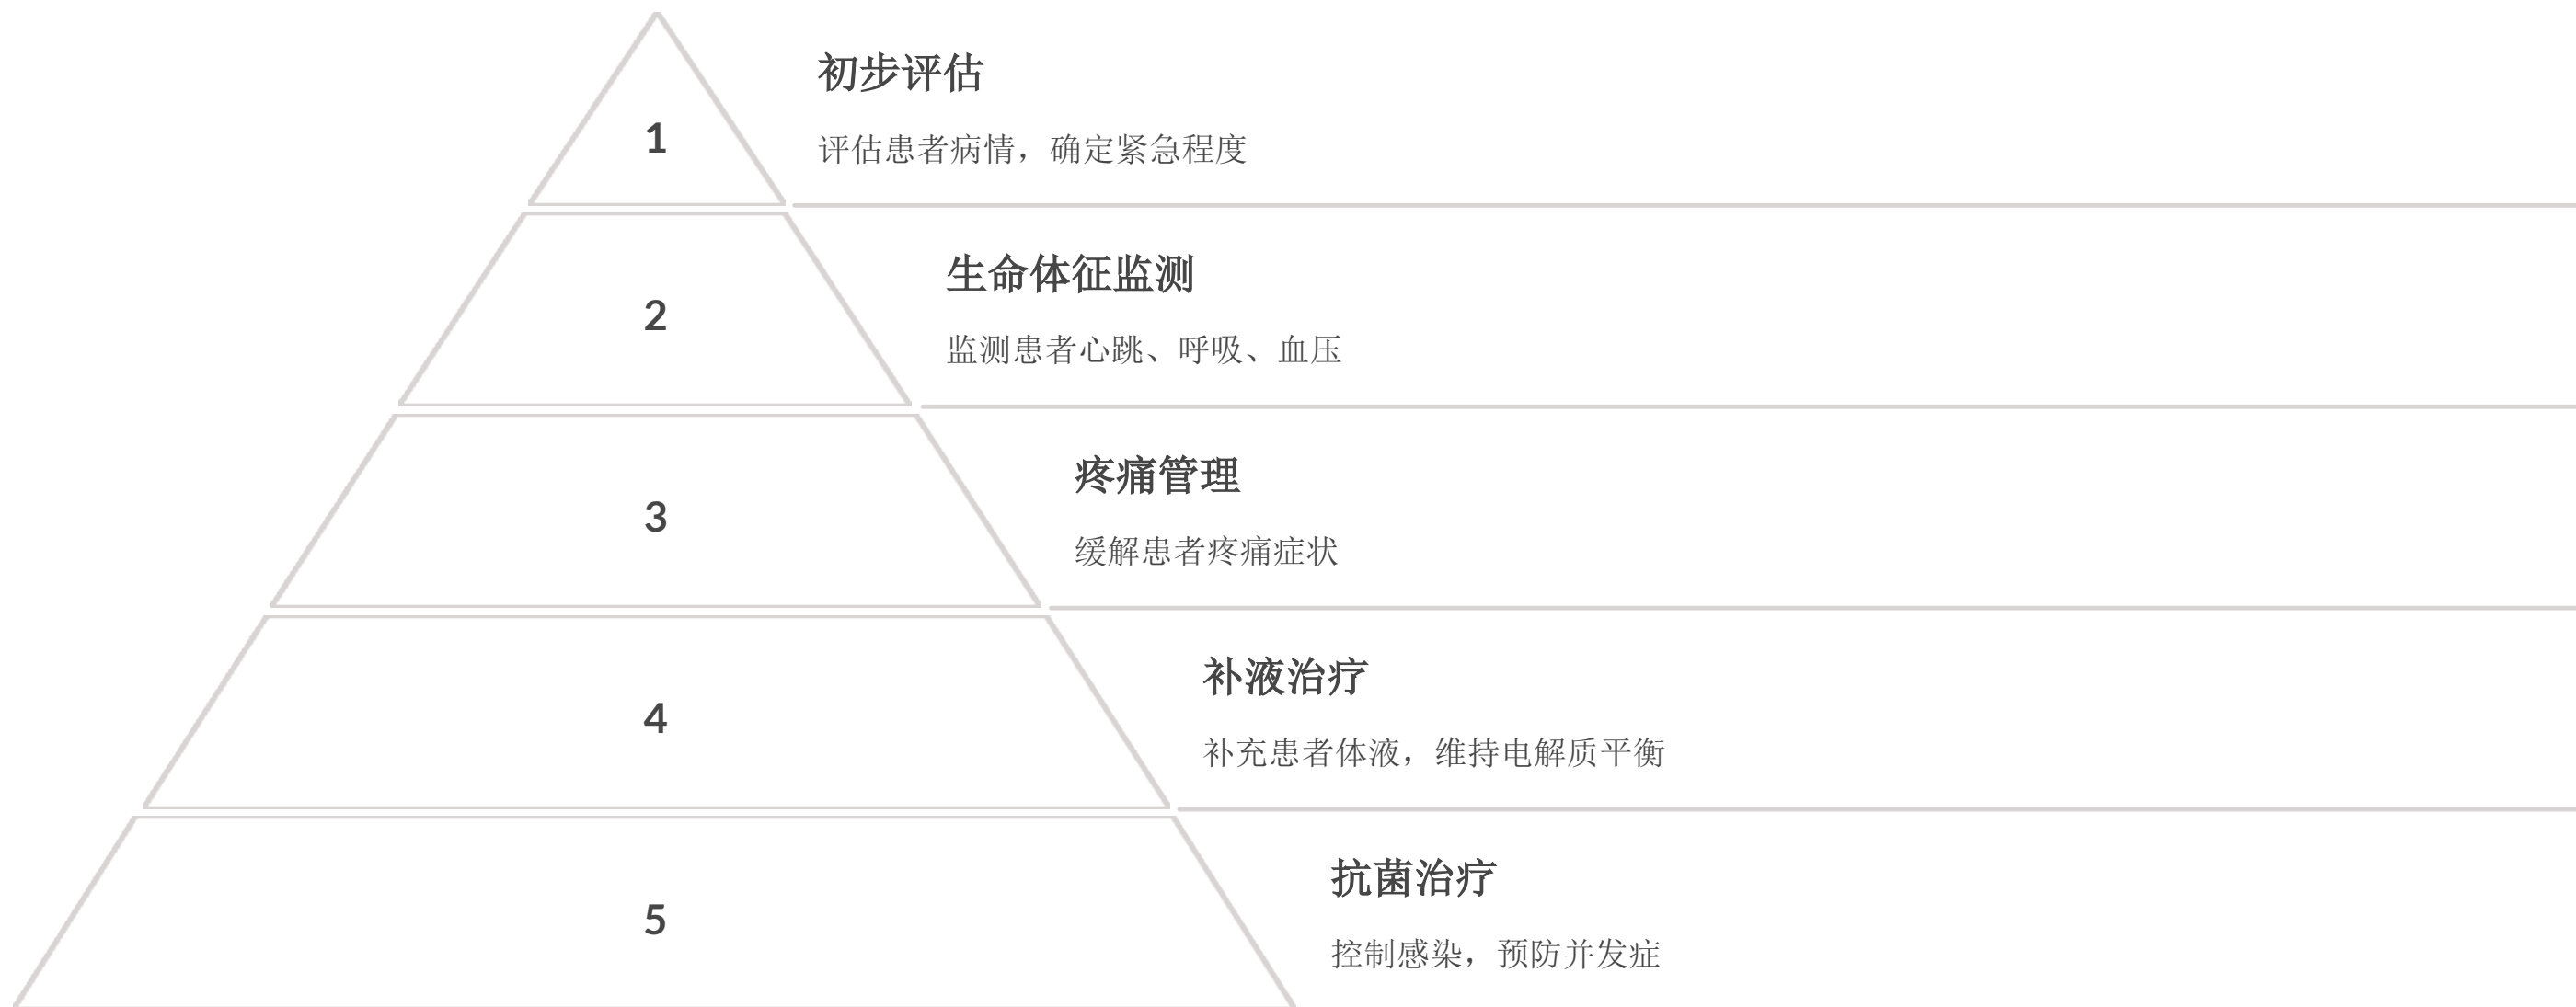 初步评估
1
评估患者病情，确定紧急程度
生命体征监测
2
监测患者心跳、呼吸、血压
疼痛管理
3
缓解患者疼痛症状
补液治疗
4
补充患者体液，维持电解质平衡
抗菌治疗
5
控制感染，预防并发症